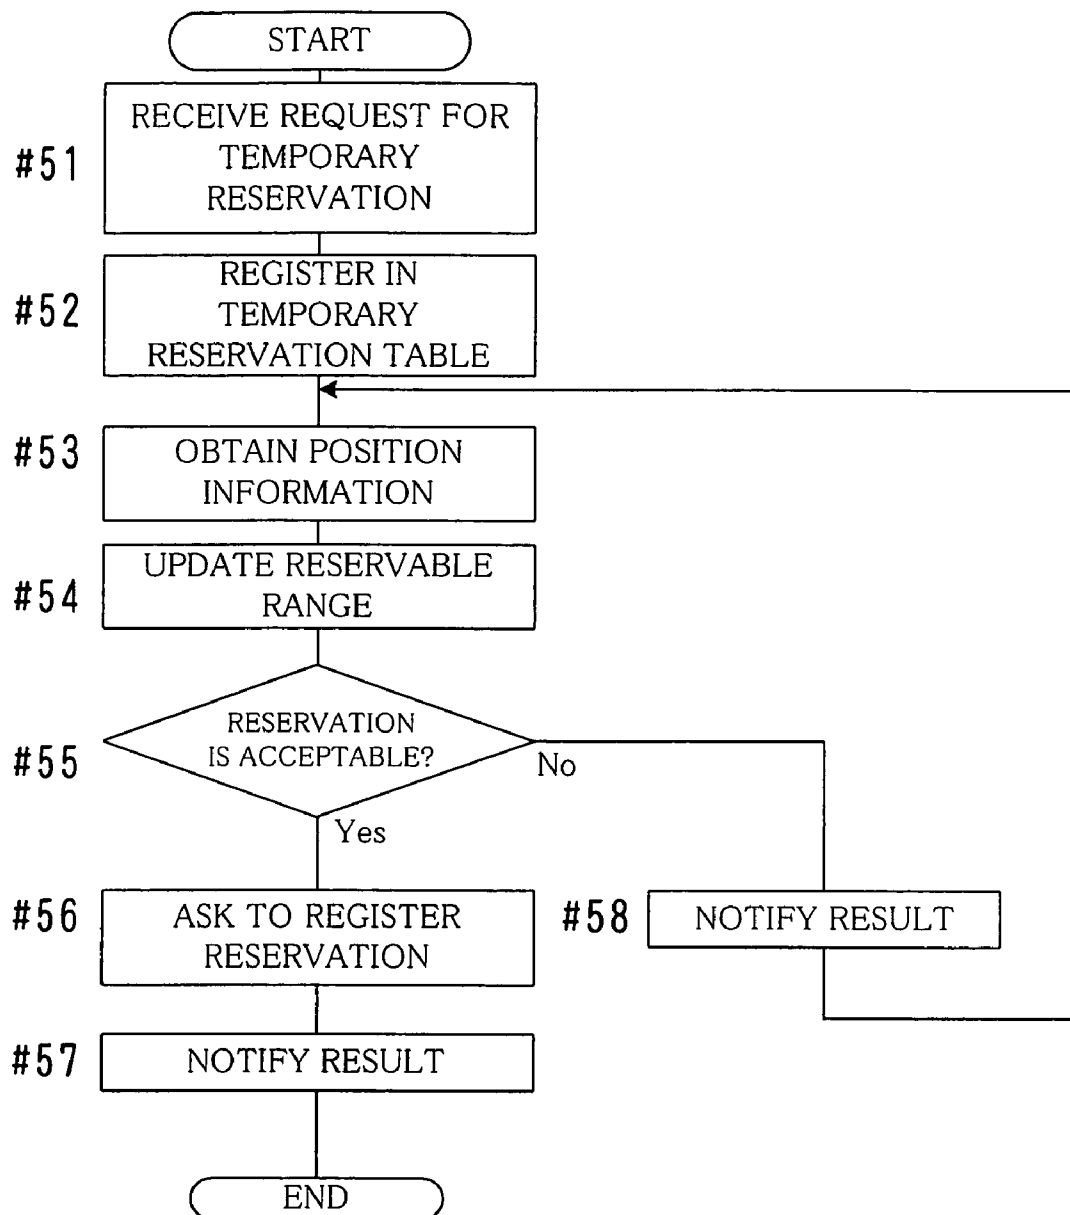 START
#51
RECEIVE REQUEST FOR
TEMPORARY
RESERVATION
#52
REGISTER IN
TEMPORARY
RESERVATION TABLE
#53
OBTAIN POSITION
INFORMATION
#54
UPDATE RESERVABLE
RANGE
#55
RESERVATION
IS ACCEPTABLE?
No
Yes
#56
ASK TO REGISTER
RESERVATION
#58
NOTIFY RESULT
#57
NOTIFY RESULT
END